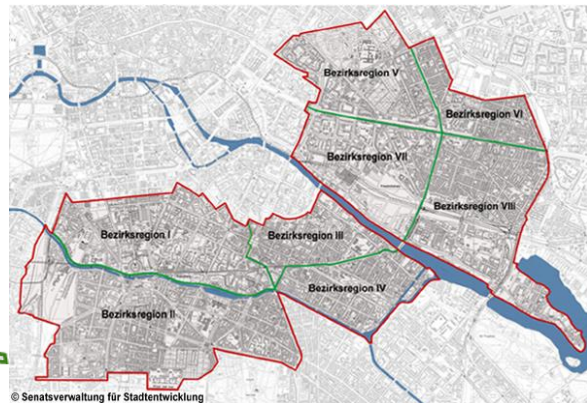 Bezirksregion V
Bezirksregion VI
Bezirksregion VII
Bezirksregion VIII
Bezirksregion I
Bezirksregion III
Bezirksregion IV
Bezirksregion II
© Senatsverwaltung für Stadtentwicklung